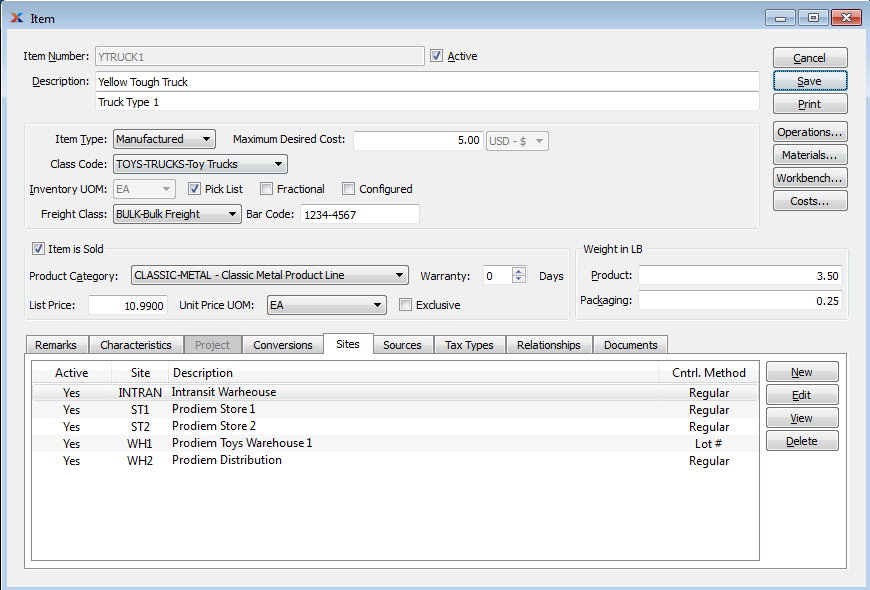 Item
Item Number: YTRUCK1 Active Cancel
Description: Yellow Tough Truck Save
Truck Type 1 Print
Item Type: Manufactured Maximum Desired Cost: 5.00 USD - $ Operations...
Class Code: TOYS-TRUCKS-Toy Trucks Materials...
Inventory UOM: EA Pick List Fractional Configured Workbench...
Freight Class: BULK-Bulk Freight Bar Code: 1234-4567 Costs...
Item is Sold Weight in LB
Product Category: CLASSIC-METAL - Classic Metal Product Line Warranty: 0 Days Product: 3.50
List Price: 10.9900 Unit Price UOM: EA Exclusive Packaging: 0.25
Remarks Characteristics Project Conversions Sites Sources Tax Types Relationships Documents
Active Site Description Cntrl. Method New
Yes INTRAN Intransit Warheouse Regular Edit
Yes ST1 Prodiem Store 1 Regular View
Yes ST2 Prodiem Store 2 Regular Delete
Yes WH1 Prodiem Toys Warehouse 1 Lot #
Yes WH2 Prodiem Distribution Regular